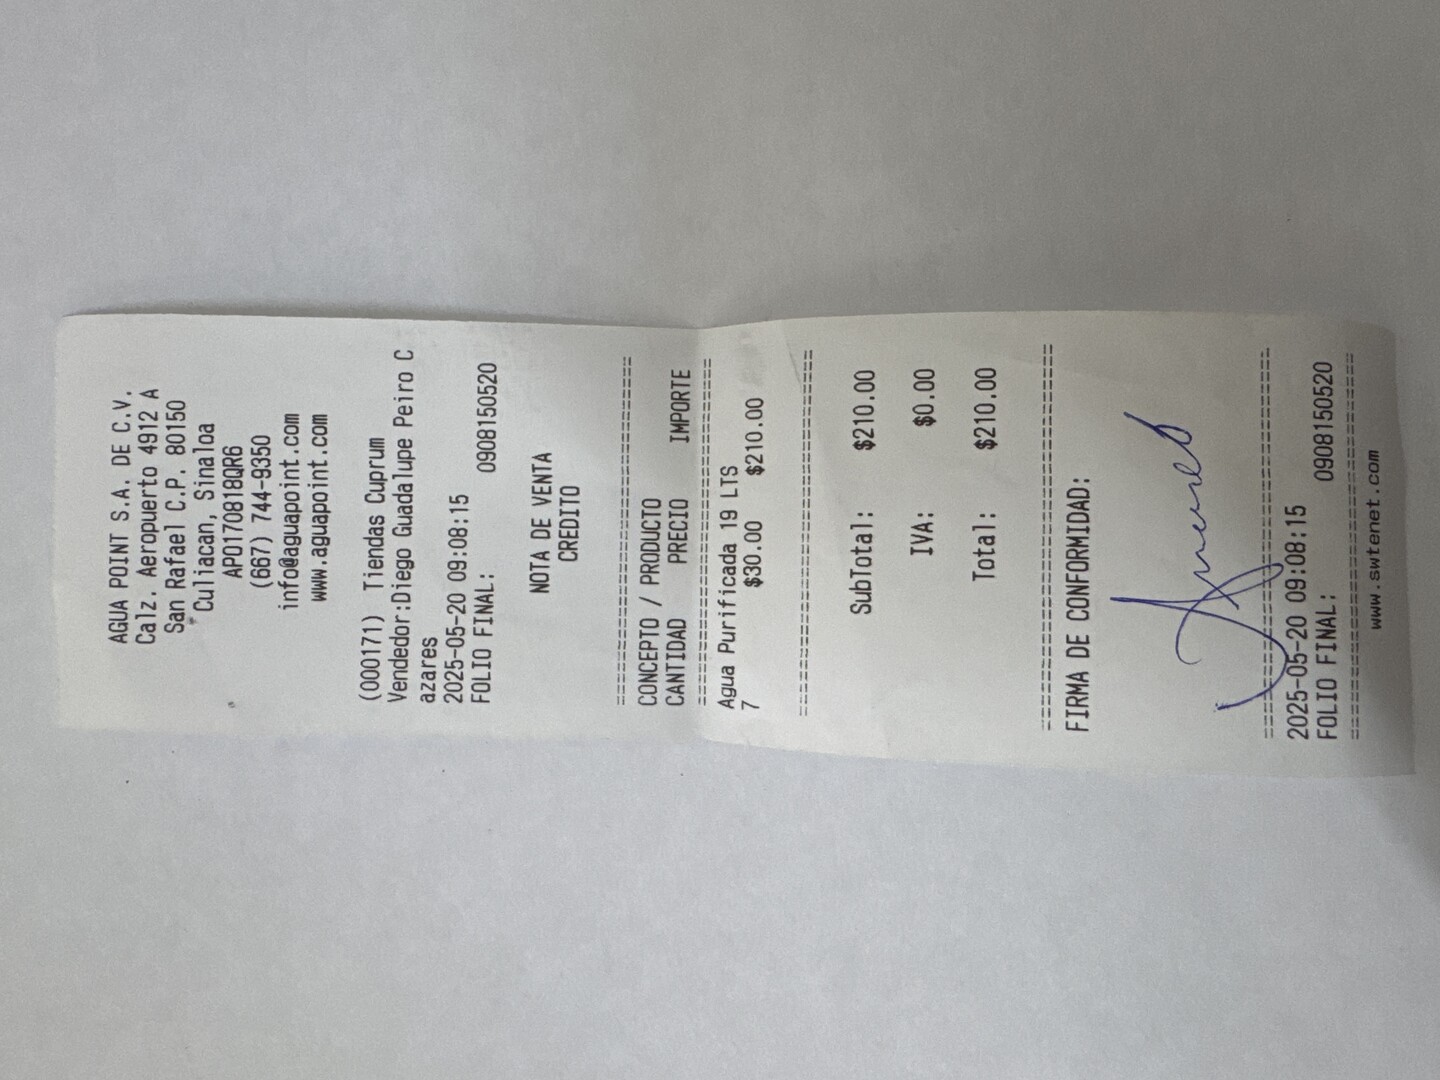 AGUA POINT S.A. DE C.V.
Calz. Aeropuerto 4912 A
San Rafael C.P. 80150
Culiacan, Sinaloa
APO170818QR6
(667) 744-9350
info@aguapoint.com
www.aguapoint.com
(000171) Tiendas Cuprum
Vendedor:Diego Guadalupe Peiro C
azares
2025-05-20 09:08:15
FOLIO FINAL: 0908150520
NOTA DE VENTA
CREDITO
================================
CONCEPTO / PRODUCTO
CANTIDAD PRECIO IMPORTE
================================
Agua Purificada 19 LTS
7 $30.00 $210.00
================================
SubTotal: $210.00
IVA: $0.00
Total: $210.00
================================
FIRMA DE CONFORMIDAD:
================================
2025-05-20 09:08:15
FOLIO FINAL: 0908150520
================================
www.swtenet.com